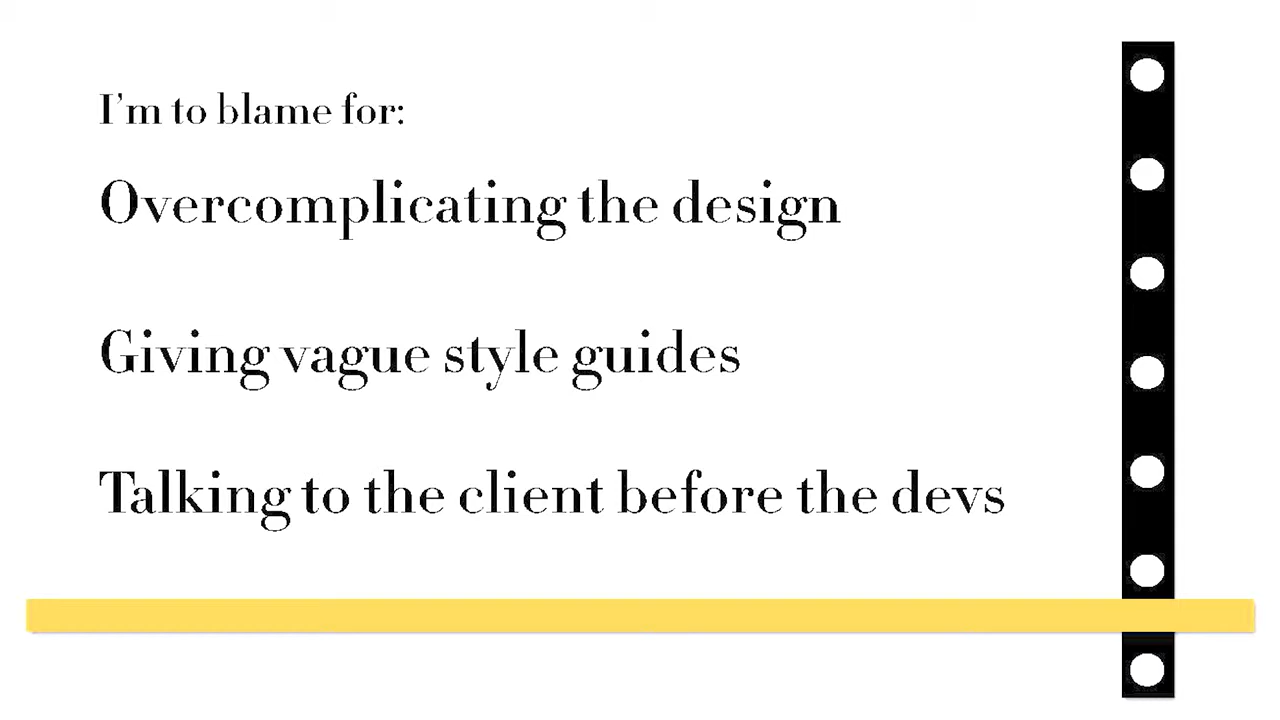 I'm to blame for:
Overcomplicating the design
Giving vague style guides
Talking to the client before the devs